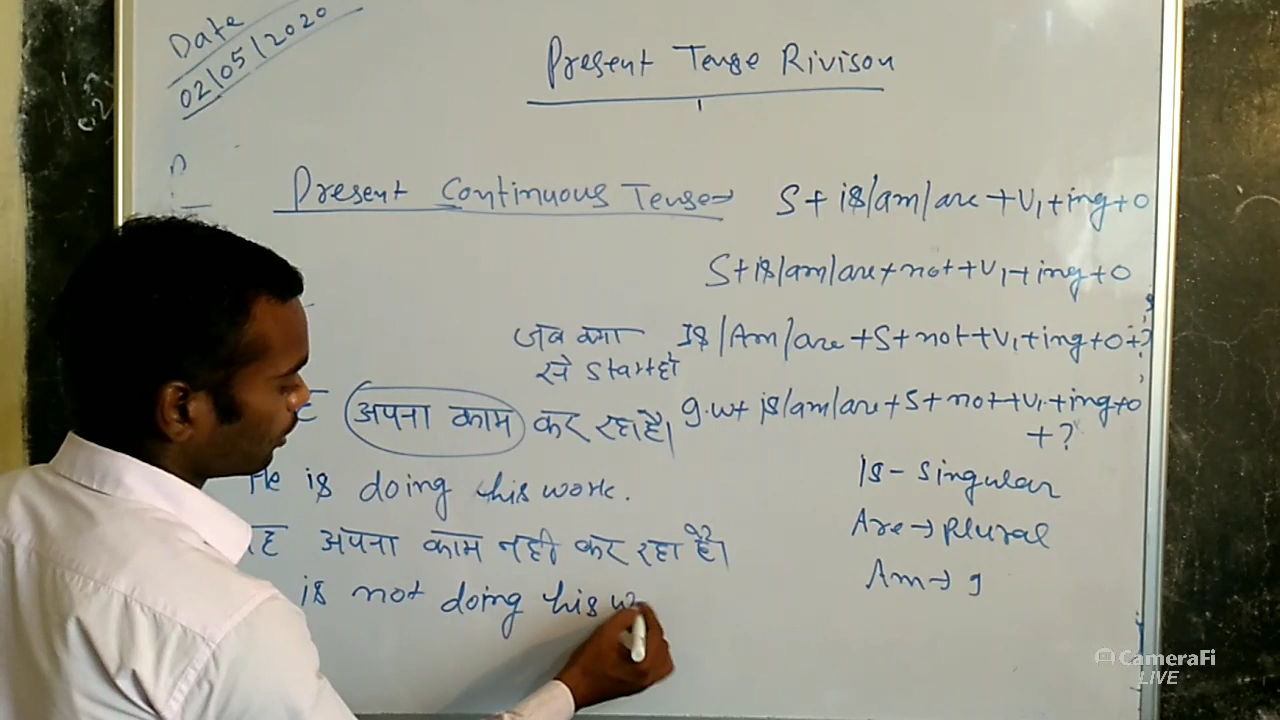 Date
02/05/2020
Present Tense Rivison
Present Continuous Tense→ S+is/am/are+V1+ing+o
S+is/am/are+not+V1+ing+o
जब क्या से start हो Is/Am/are+S+not+V1+ing+o+?
q.w+is/am/are+S+not+V1+ing+o
+?
अपना काम कर रहा है।
He is doing his work.
अपना काम नही कर रहा है।
is not doing his w
Is - Singular
Are→ Plural
Am→ I
CameraFi
LIVE